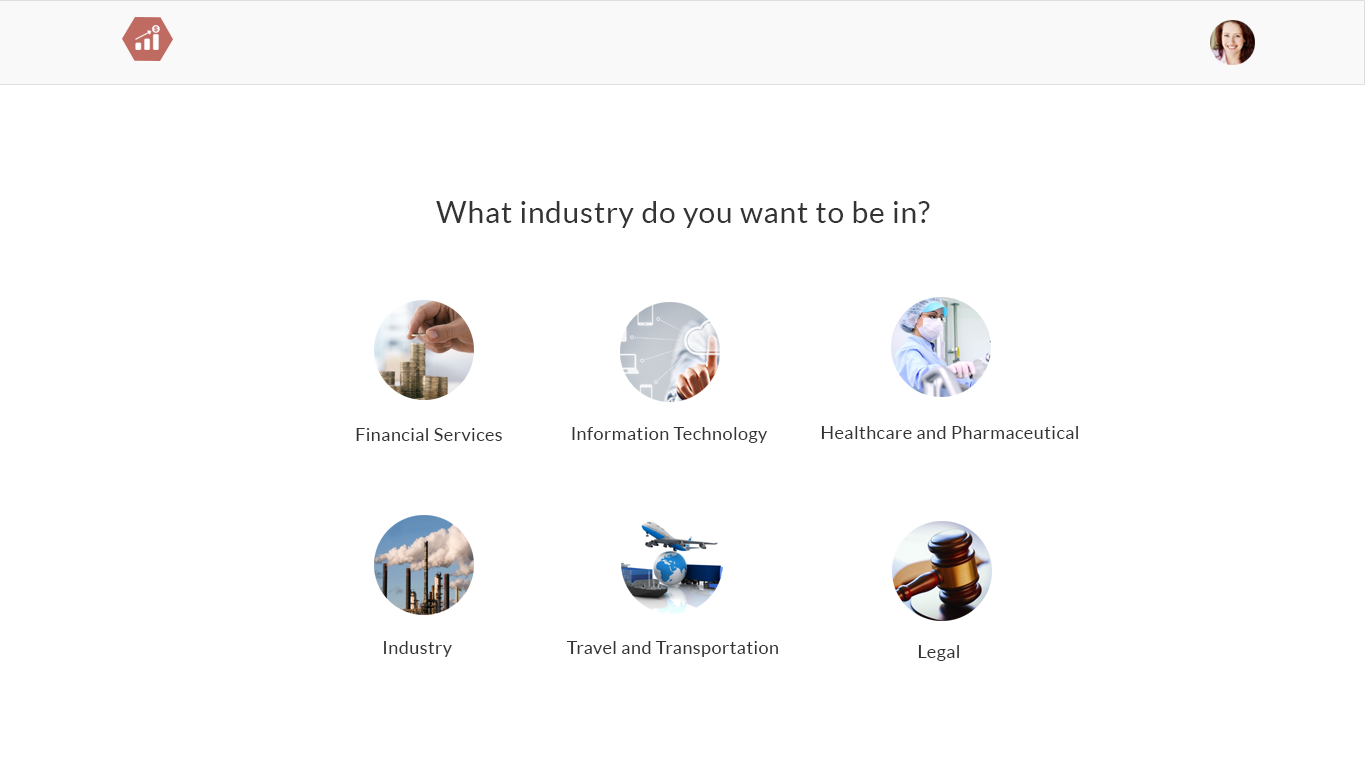 What industry do you want to be in?
Financial Services
Information Technology
Healthcare and Pharmaceutical
Industry
Travel and Transportation
Legal